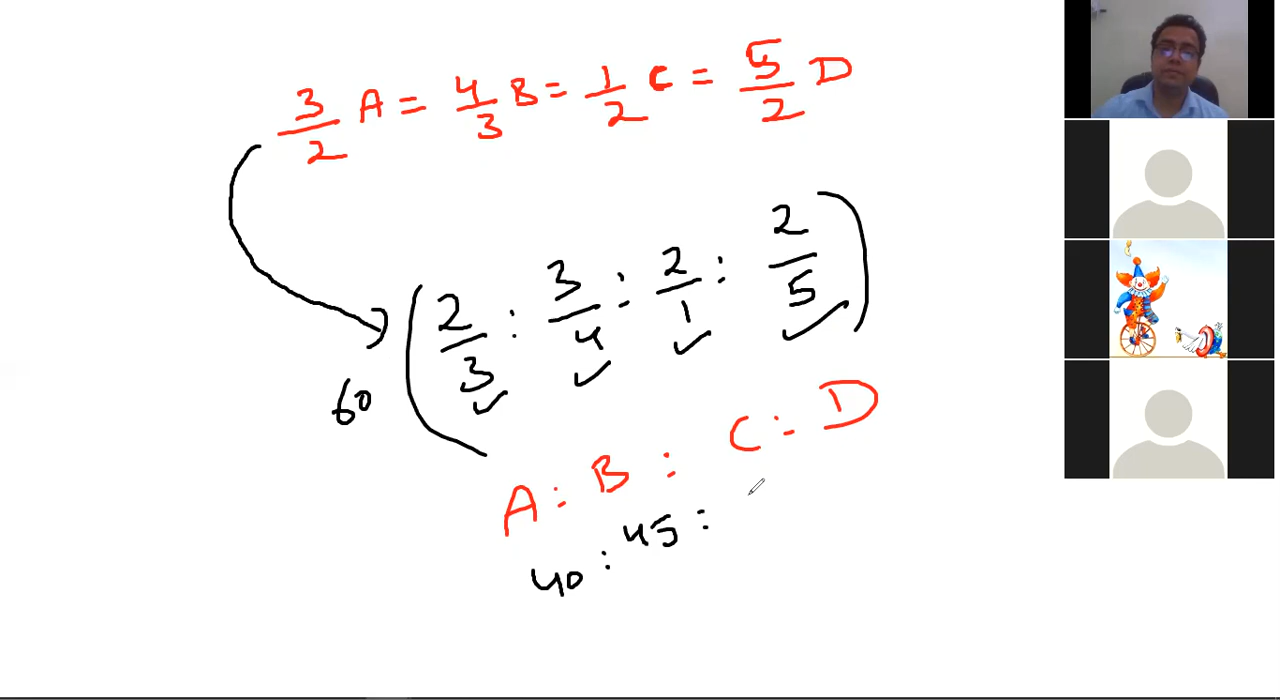 3/2 A = 4/3 B = 1/2 C = 5/2 D
60 ( 2/3 : 3/4 : 2/1 : 2/5 )
A : B : C : D
40 : 45 :